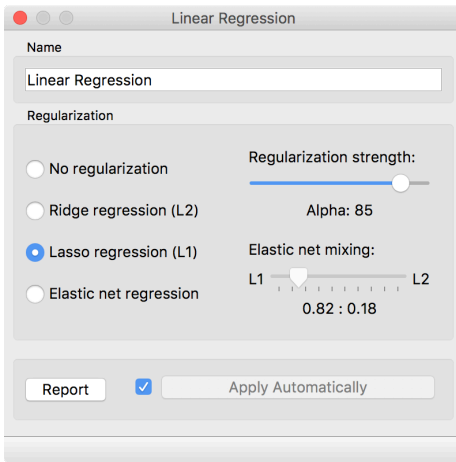 Linear Regression
Name
Linear Regression
Regularization
No regularization
Ridge regression (L2)
Lasso regression (L1)
Elastic net regression
Regularization strength:
Alpha: 85
Elastic net mixing:
L1 L2
0.82 : 0.18
Report Apply Automatically